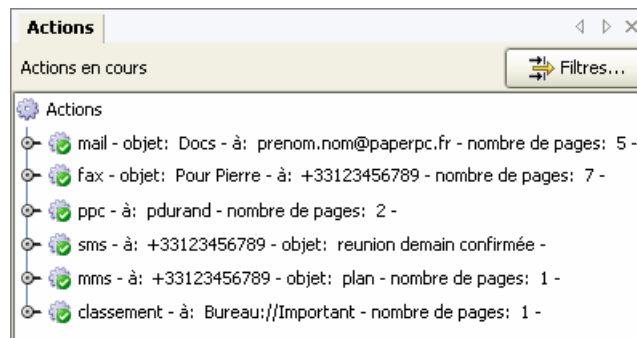 Actions
Actions en cours
Filtres...
Actions
mail - objet: Docs - à: prenom.nom@paperpc.fr - nombre de pages: 5 -
fax - objet: Pour Pierre - à: +33123456789 - nombre de pages: 7 -
ppc - à: pdurand - nombre de pages: 2 -
sms - à: +33123456789 - objet: reunion demain confirmée -
mms - à: +33123456789 - objet: plan - nombre de pages: 1 -
classement - à: Bureau://Important - nombre de pages: 1 -